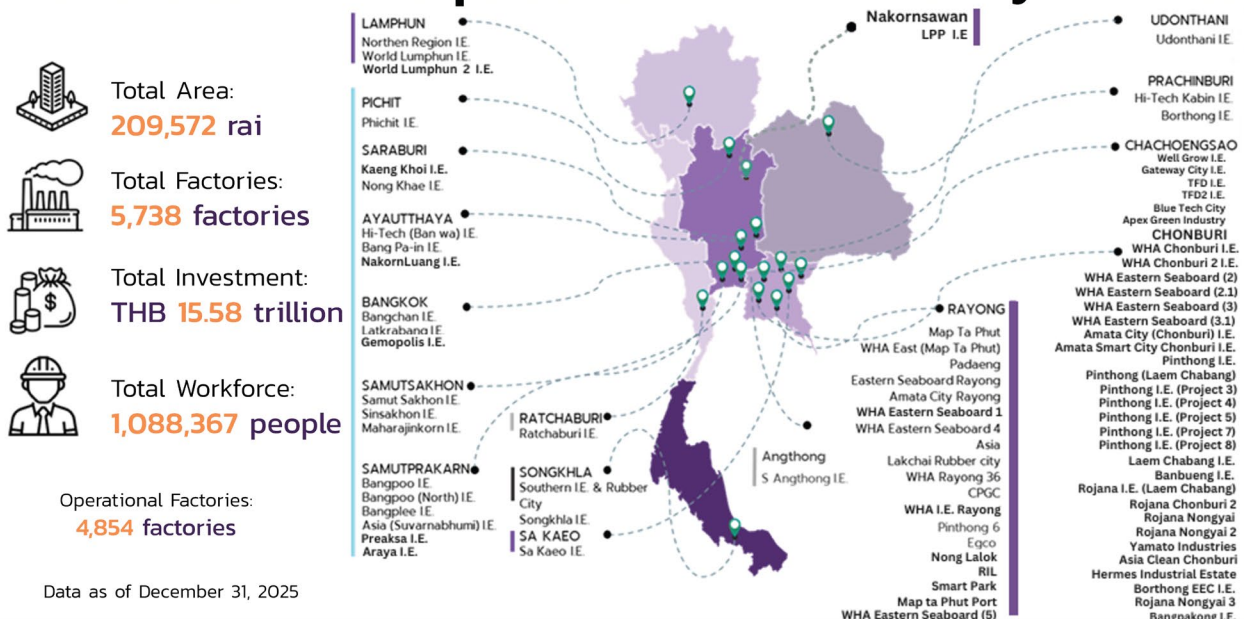 Total Area:
209,572 rai
Total Factories:
5,738 factories
Total Investment:
THB 15.58 trillion
Total Workforce:
1,088,367 people
Operational Factories:
4,854 factories
Data as of December 31, 2025
LAMPHUN
Northen Region I.E.
World Lumphun I.E.
World Lumphun 2 I.E.
PICHIT
Phichit I.E.
SARABURI
Kaeng Khoi I.E.
Nong Khae I.E.
AYAUTTHAYA
Hi-Tech (Ban wa) I.E.
Bang Pa-in I.E.
NakornLuang I.E.
BANGKOK
Bangchan I.E.
Latkrabang I.E.
Gemopolis I.E.
SAMUTSAKHON
Samut Sakhon I.E.
Sinsakhon I.E.
Maharajinkorn I.E.
SAMUTPRAKARN
Bangpoo I.E.
Bangpoo (North) I.E.
Bangplee I.E.
Asia (Suvarnabhumi) I.E.
Preaksa I.E.
Araya I.E.
RATCHABURI
Ratchaburi I.E.
SONGKHLA
Southern I.E. & Rubber
City
Songkhla I.E.
SA KAEO
Sa Kaeo I.E.
Angthong
S Angthong I.E.
Nakornsawan
LPP I.E
RAYONG
Map Ta Phut
WHA East (Map Ta Phut)
Padaeng
Eastern Seaboard Rayong
Amata City Rayong
WHA Eastern Seaboard 1
WHA Eastern Seaboard 4
Asia
Lakchai Rubber city
WHA Rayong 36
CPGC
WHA I.E. Rayong
Pinthong 6
Egco
Nong Lalok
RIL
Smart Park
Map ta Phut Port
WHA Eastern Seaboard (5)
UDONTHANI
Udonthani I.E.
PRACHINBURI
Hi-Tech Kabin I.E.
Borthong I.E.
CHACHOENGSAO
Well Grow I.E.
Gateway City I.E.
TFD I.E.
TFD2 I.E.
Blue Tech City
Apex Green Industry
CHONBURI
WHA Chonburi I.E.
WHA Chonburi 2 I.E.
WHA Eastern Seaboard (2)
WHA Eastern Seaboard (2.1)
WHA Eastern Seaboard (3)
WHA Eastern Seaboard (3.1)
Amata City (Chonburi) I.E.
Amata Smart City Chonburi I.E.
Pinthong I.E.
Pinthong (Laem Chabang)
Pinthong I.E. (Project 3)
Pinthong I.E. (Project 4)
Pinthong I.E. (Project 5)
Pinthong I.E. (Project 7)
Pinthong I.E. (Project 8)
Laem Chabang I.E.
Banbueng I.E.
Rojana I.E. (Laem Chabang)
Rojana Chonburi 2
Rojana Nongyai
Rojana Nongyai 2
Yamato Industries
Asia Clean Chonburi
Hermes Industrial Estate
Borthong EEC I.E.
Rojana Nongyai 3
Bangpakong I.E.